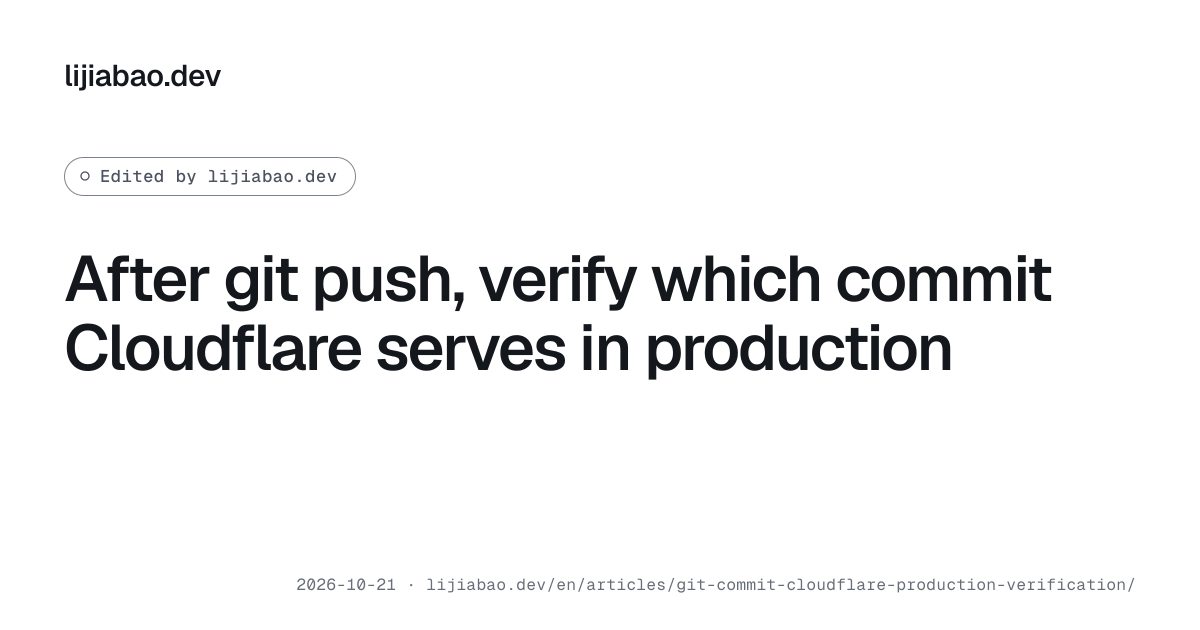 lijiabao.dev
Edited by lijiabao.dev
After git push, verify which commit
Cloudflare serves in production
2026-10-21 · lijiabao.dev/en/articles/git-commit-cloudflare-production-verification/